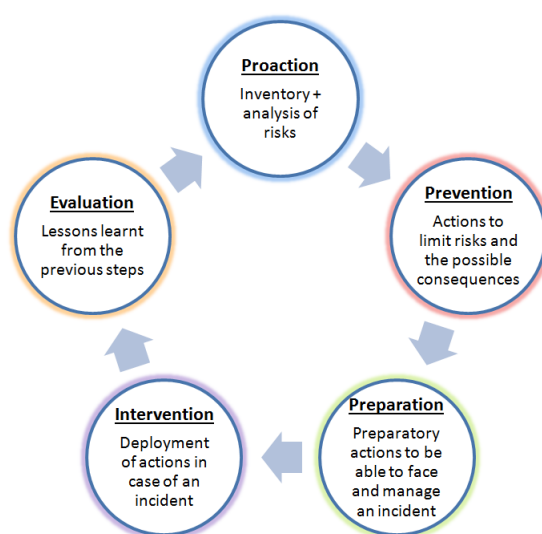 Proaction
Inventory +
analysis of
risks
Prevention
Actions to
limit risks and
the possible
consequences
Preparation
Preparatory
actions to be
able to face
and manage
an incident
Intervention
Deployment
of actions in
case of an
incident
Evaluation
Lessons learnt
from the
previous steps